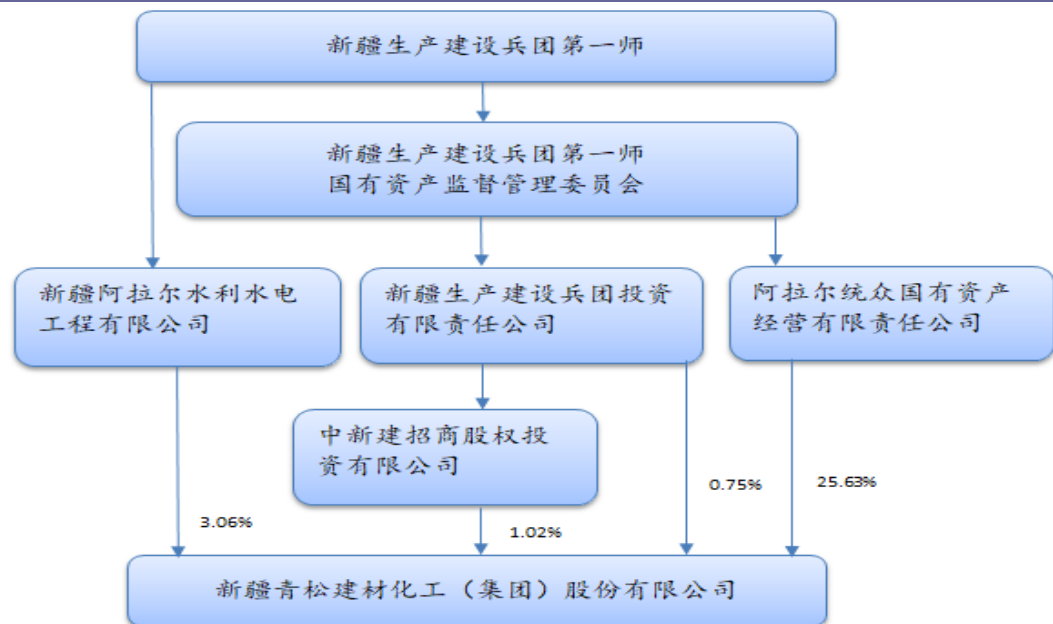 新疆生产建设兵团第一师
新疆生产建设兵团第一师
国有资产监督管理委员会
新疆阿拉尔水利水电
工程有限公司
新疆生产建设兵团投资
有限责任公司
阿拉尔统众国有资产
经营有限责任公司
中新建招商股权投
资有限公司
3.06%
1.02%
0.75%
25.63%
新疆青松建材化工（集团）股份有限公司